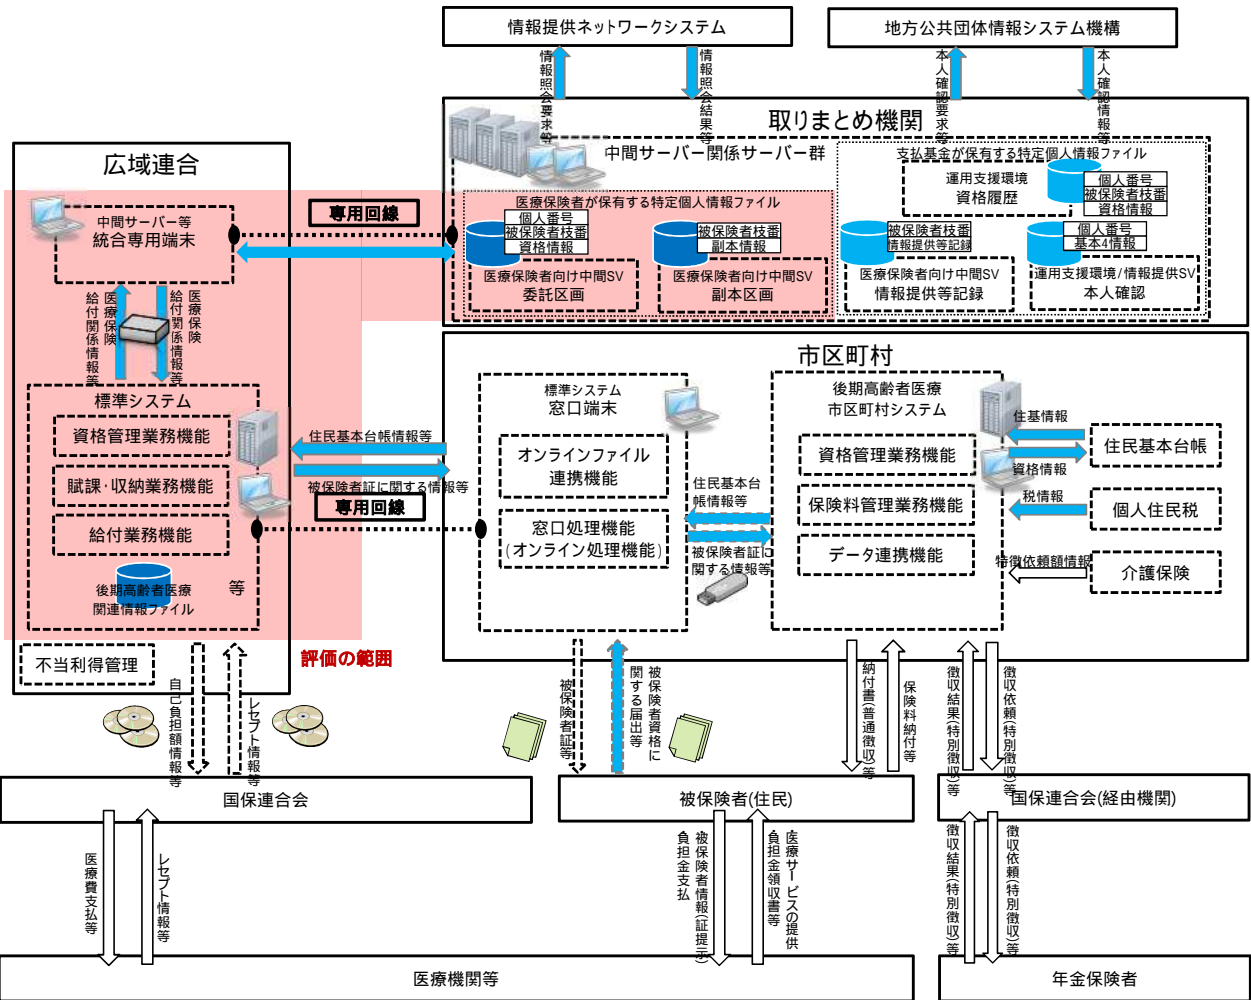 情報提供ネットワークシステム
地方公共団体情報システム機構
情報照会要求等
情報照会結果等
本人確認要求等
本人確認情報等
取りまとめ機関
中間サーバー関係サーバー群
支払基金が保有する特定個人情報ファイル
運用支援環境
資格履歴
個人番号
被保険者枝番
資格情報
医療保険者が保有する特定個人情報ファイル
個人番号
被保険者枝番
資格情報
被保険者枝番
副本情報
被保険者枝番
情報提供等記録
個人番号
基本4情報
医療保険者向け中間SV
委託区画
医療保険者向け中間SV
副本区画
医療保険者向け中間SV
情報提供等記録
運用支援環境/情報提供SV
本人確認
広域連合
中間サーバー等
統合専用端末
専用回線
医療保険
給付関係情報等
医療保険
給付関係情報等
標準システム
資格管理業務機能
賦課・収納業務機能
給付業務機能
後期高齢者医療
関連情報ファイル
等
不当利得管理
評価の範囲
住民基本台帳情報等
被保険者証に関する情報等
専用回線
市区町村
標準システム
窓口端末
オンラインファイル
連携機能
窓口処理機能
(オンライン処理機能)
住民基本台
帳情報等
被保険者証に
関する情報等
後期高齢者医療
市区町村システム
資格管理業務機能
保険料管理業務機能
データ連携機能
住基情報
資格情報
税情報
特徴依頼額情報
住民基本台帳
個人住民税
介護保険
自己負担額情報等
レセプト情報等
被保険者証等
被保険者資格に
関する届出等
納付書(普通徴収)等
保険料納付等
徴収結果(特別徴収)等
徴収依頼(特別徴収)等
国保連合会
被保険者(住民)
国保連合会(経由機関)
医療費支払等
レセプト情報等
被保険者情報(証提示)
負担金支払
医療サービスの提供
負担金領収書等
徴収結果(特別徴収)等
徴収依頼(特別徴収)等
医療機関等
年金保険者